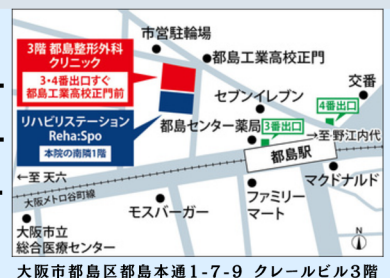 市営駐輪場
3階 都島整形外科
クリニック
3・4番出口すぐ
都島工業高校正門前
都島工業高校正門
交番
セブンイレブン
4番出口
リハビリステーション
Reha:Spo
本院の南隣1階
都島センター薬局
3番出口
→至 野江内代
都島駅
←至 天六
大阪メトロ谷町線
マクドナルド
ファミリー
マート
モスバーガー
大阪市立
総合医療センター
N
大阪市都島区都島本通1-7-9 クレールビル3階